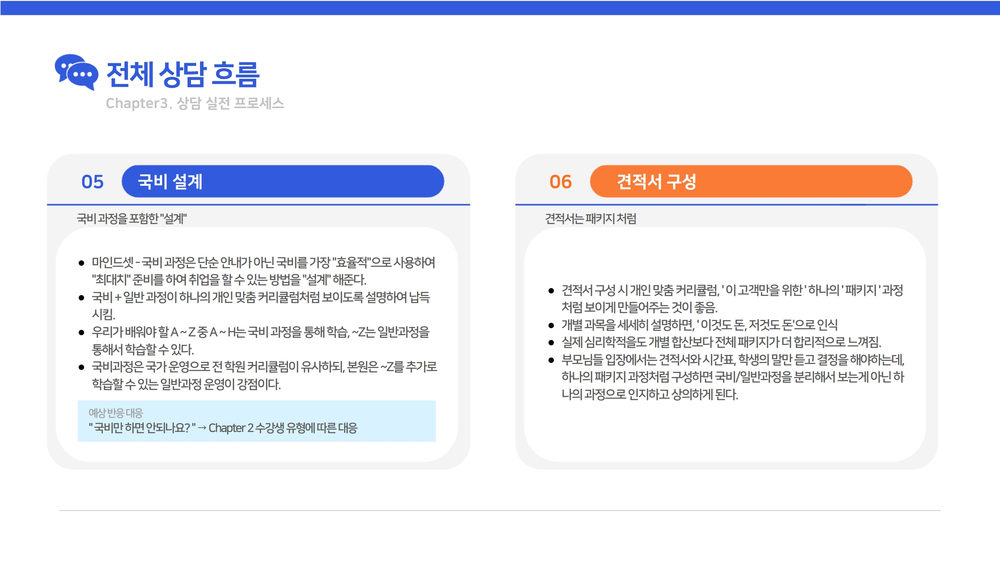 전체 상담 흐름
Chapter3. 상담 실전 프로세스
05 국비 설계
국비 과정을 포함한 "설계"
● 마인드셋 - 국비 과정은 단순 안내가 아닌 국비를 가장 "효율적"으로 사용하여
"최대치" 준비를 하여 취업을 할 수 있는 방법을 "설계" 해준다.
● 국비 + 일반 과정이 하나의 개인 맞춤 커리큘럼처럼 보이도록 설명하여 납득
시킴.
● 우리가 배워야 할 A ~ Z 중 A ~ H는 국비 과정을 통해 학습, ~Z는 일반과정을
통해서 학습할 수 있다.
● 국비과정은 국가 운영으로 전 학원 커리큘럼이 유사하되, 본원은 ~Z를 추가로
학습할 수 있는 일반과정 운영이 강점이다.
예상 반응 대응
" 국비만 하면 안되나요? " → Chapter 2 수강생 유형에 따른 대응
06 견적서 구성
견적서는 패키지 처럼
● 견적서 구성 시 개인 맞춤 커리큘럼, ' 이 고객만을 위한 ' 하나의 ' 패키지 ' 과정
처럼 보이게 만들어주는 것이 좋음.
● 개별 과목을 세세히 설명하면, ' 이것도 돈, 저것도 돈'으로 인식
● 실제 심리학적을도 개별 합산보다 전체 패키지가 더 합리적으로 느껴짐.
● 부모님들 입장에서는 견적서와 시간표, 학생의 말만 듣고 결정을 해야하는데,
하나의 패키지 과정처럼 구성하면 국비/일반과정을 분리해서 보는게 아닌 하
나의 과정으로 인지하고 상의하게 된다.